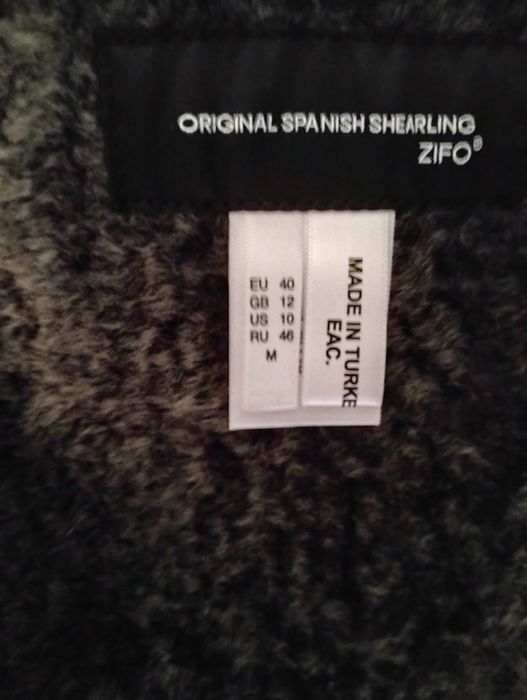 ORIGINAL SPANISH SHEARLING
ZIFO®
EU 40
GB 12
US 10
RU 46
M
MADE IN TURKE
EAC.